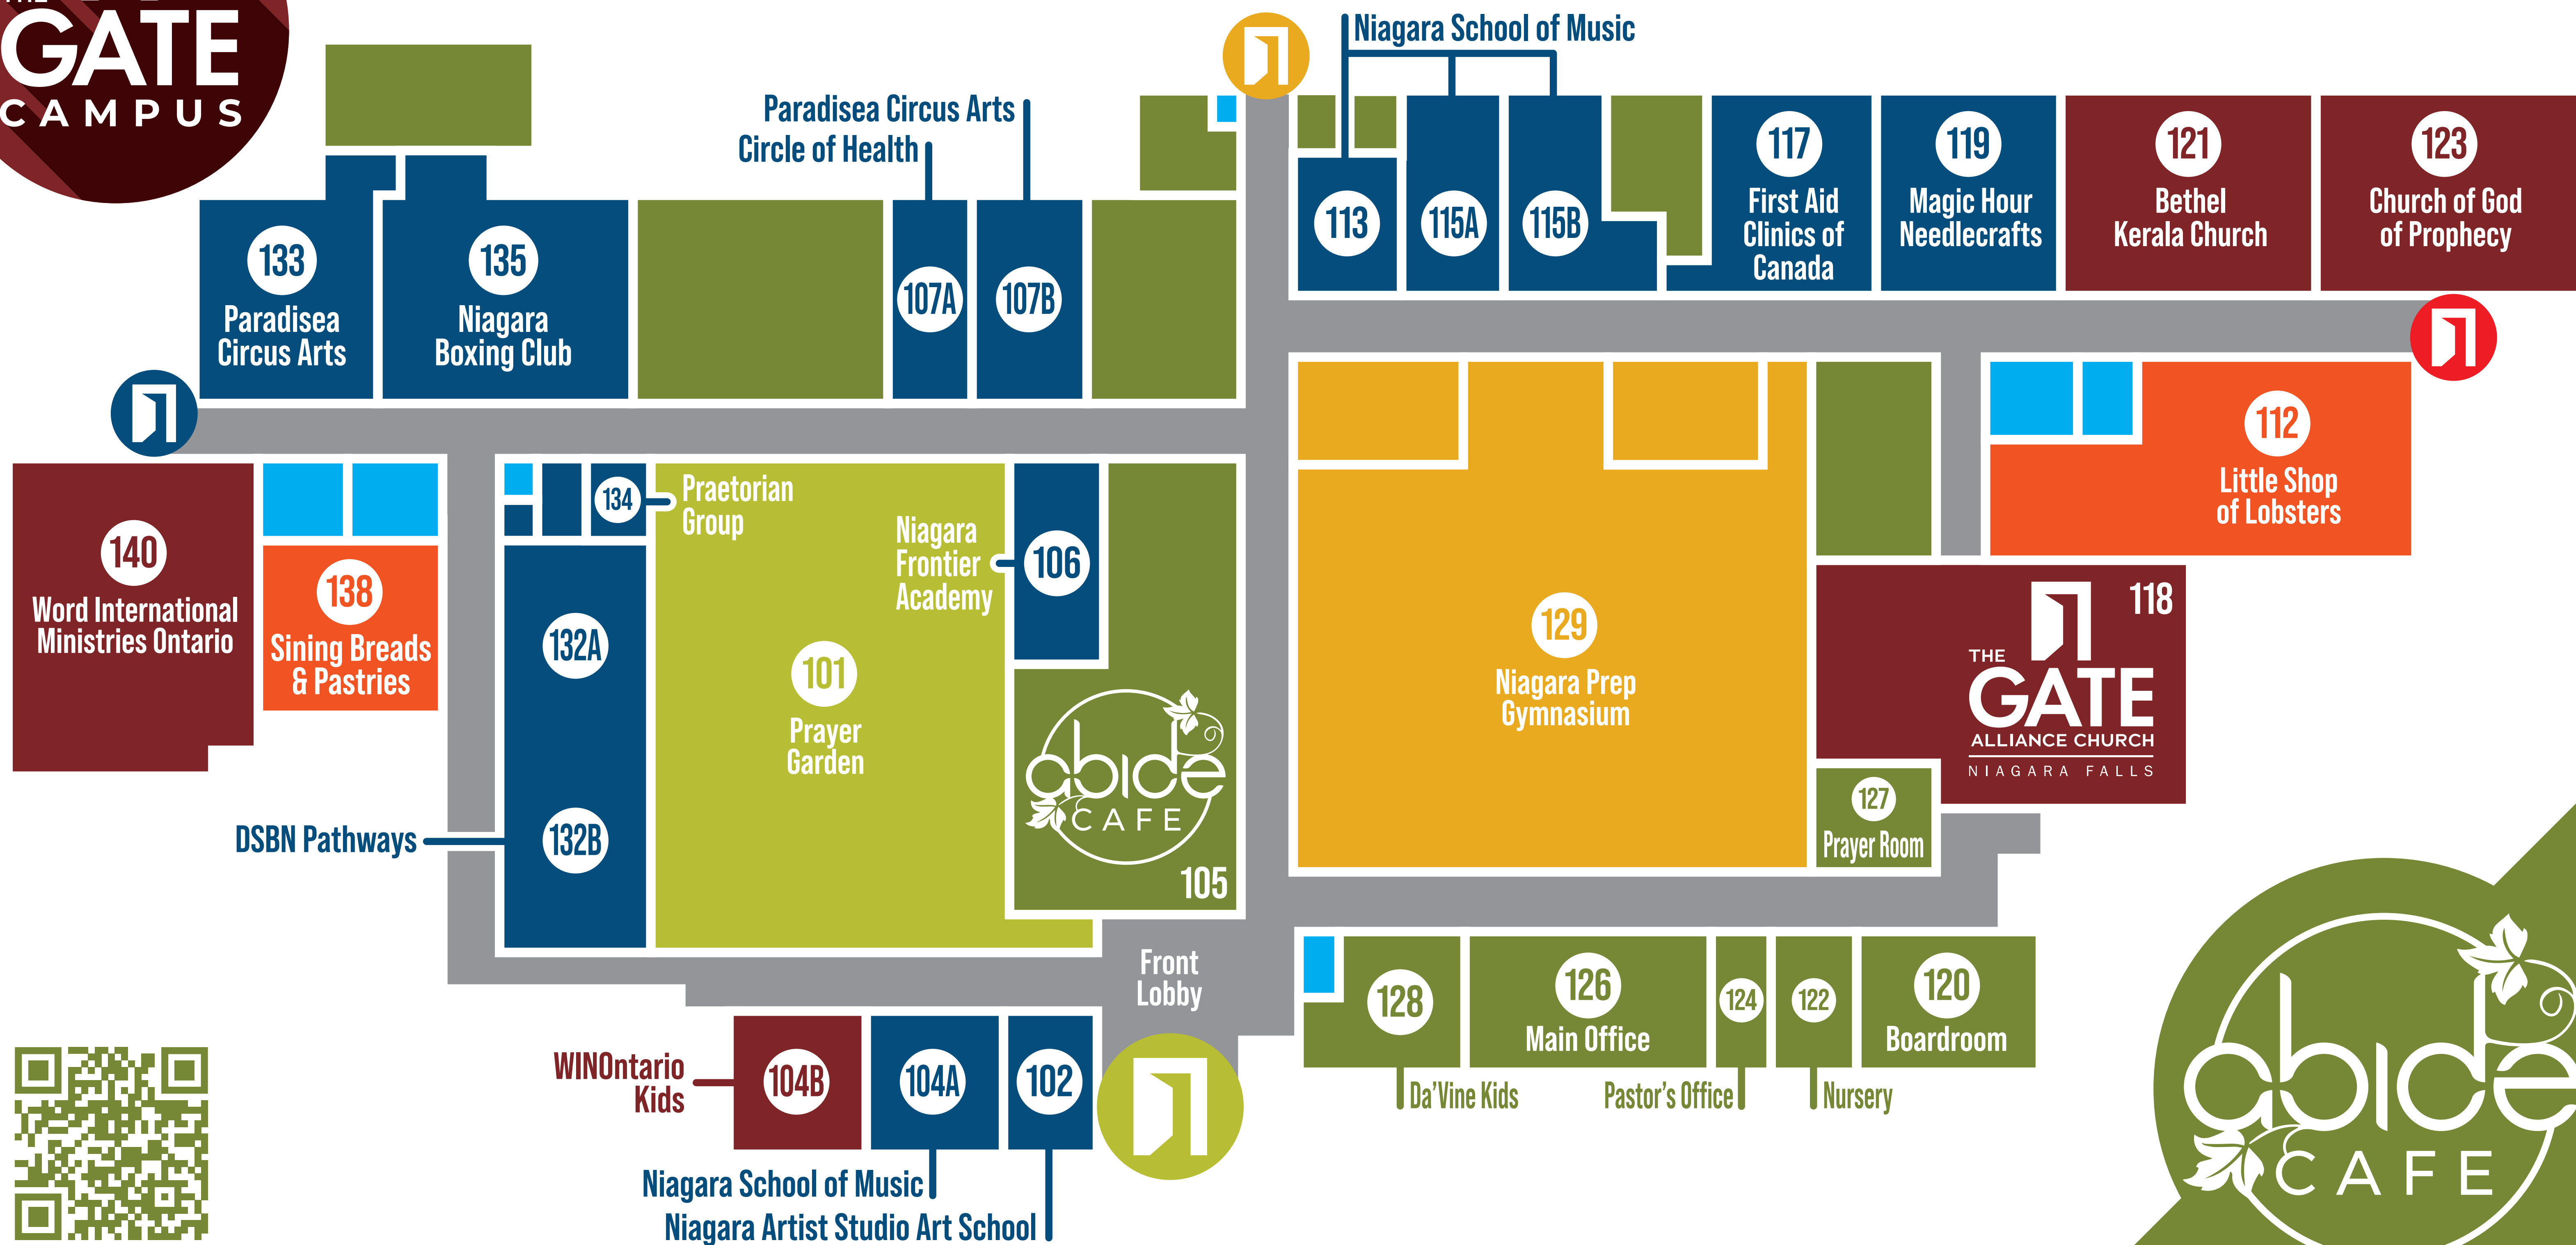 GATE
CAMPUS
Niagara School of Music
Paradisea Circus Arts
Circle of Health
133
Paradisea
Circus Arts
135
Niagara
Boxing Club
107A
107B
113
115A
115B
117
First Aid
Clinics of
Canada
119
Magic Hour
Needlecrafts
121
Bethel
Kerala Church
123
Church of God
of Prophecy
140
Word International
Ministries Ontario
138
Sining Breads
& Pastries
134
Praetorian
Group
132A
132B
DSBN Pathways
101
Prayer
Garden
Niagara
Frontier
Academy
106
abide
CAFE
105
129
Niagara Prep
Gymnasium
112
Little Shop
of Lobsters
118
THE
GATE
ALLIANCE CHURCH
NIAGARA FALLS
127
Prayer Room
Front
Lobby
128
Da'Vine Kids
126
Main Office
124
Pastor's Office
122
Nursery
120
Boardroom
WINOntario
Kids
104B
104A
102
Niagara School of Music
Niagara Artist Studio Art School
abide
CAFE